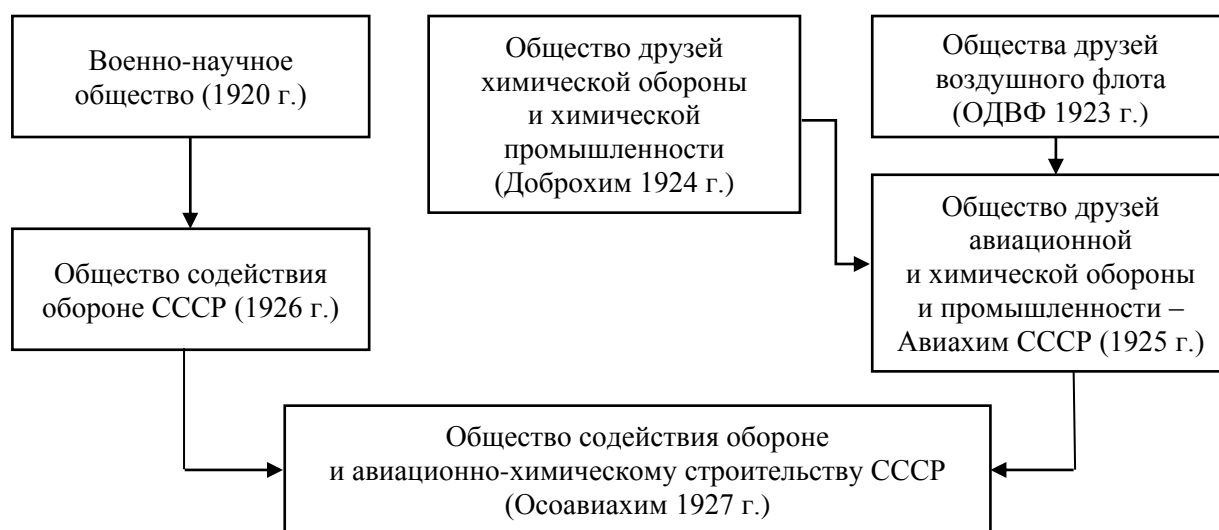 Военно-научное
общество (1920 г.)
Общество друзей
химической обороны
и химической
промышленности
(Доброхим 1924 г.)
Общества друзей
воздушного флота
(ОДВФ 1923 г.)
Общество содействия
обороне СССР (1926 г.)
Общество друзей
авиационной
и химической обороны
и промышленности –
Авиахим СССР (1925 г.)
Общество содействия обороне
и авиационно-химическому строительству СССР
(Осоавиахим 1927 г.)